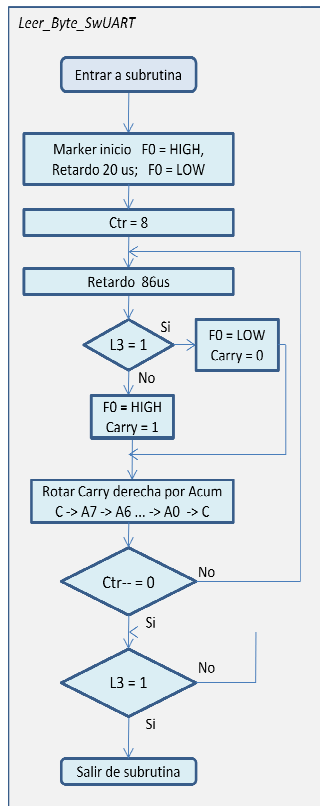 Leer_Byte_SwUART
Entrar a subrutina
Marker inicio F0 = HIGH,
Retardo 20 us; F0 = LOW
Ctr = 8
Retardo 86us
L3 = 1
Si
F0 = LOW
Carry = 0
No
F0 = HIGH
Carry = 1
Rotar Carry derecha por Acum
C -> A7 -> A6 ... -> A0 -> C
Ctr-- = 0
No
Si
L3 = 1
No
Si
Salir de subrutina